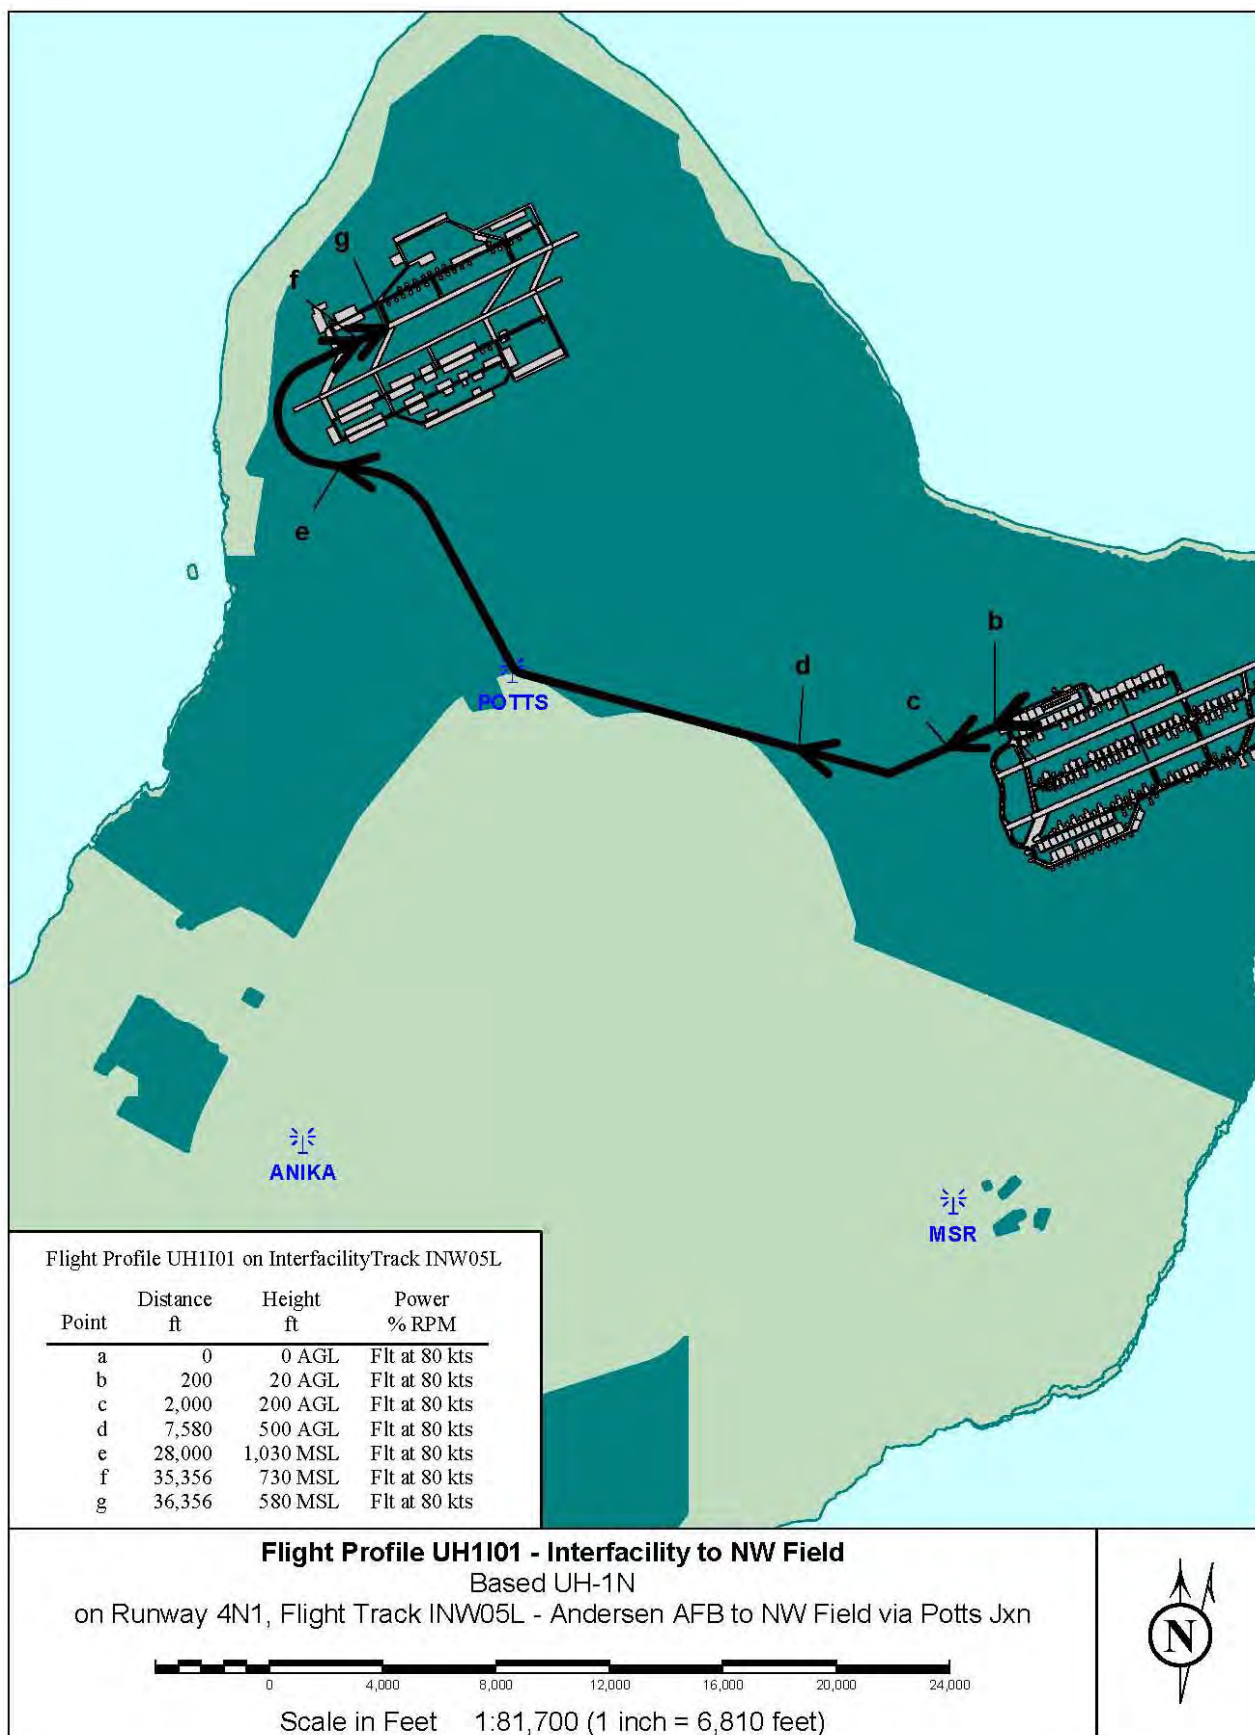 g
f
e
b
d
c
POTTS
ANIKA
MSR
Flight Profile UH1I01 on InterfacilityTrack INW05L
Point Distance ft Height ft Power % RPM
a 0 0 AGL Flt at 80 kts
b 200 20 AGL Flt at 80 kts
c 2,000 200 AGL Flt at 80 kts
d 7,580 500 AGL Flt at 80 kts
e 28,000 1,030 MSL Flt at 80 kts
f 35,356 730 MSL Flt at 80 kts
g 36,356 580 MSL Flt at 80 kts
Flight Profile UH1I01 - Interfacility to NW Field
Based UH-1N
on Runway 4N1, Flight Track INW05L - Andersen AFB to NW Field via Potts Jxn
0 4,000 8,000 12,000 16,000 20,000 24,000
Scale in Feet 1:81,700 (1 inch = 6,810 feet)
N